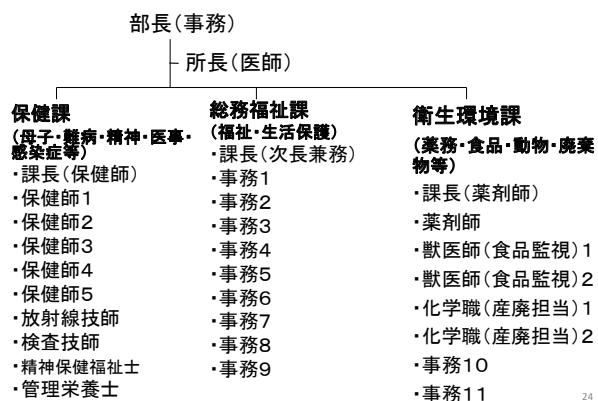 部長（事務）
所長（医師）
保健課
（母子・難病・精神・医事・
感染症等）
・課長（保健師）
・保健師１
・保健師２
・保健師３
・保健師４
・保健師５
・放射線技師
・検査技師
・精神保健福祉士
・管理栄養士
総務福祉課
（福祉・生活保護）
・課長（次長兼務）
・事務１
・事務２
・事務３
・事務４
・事務５
・事務６
・事務７
・事務８
・事務９
衛生環境課
（薬務・食品・動物・廃棄
物等）
・課長（薬剤師）
・薬剤師
・獣医師（食品監視）１
・獣医師（食品監視）２
・化学職（産廃担当）１
・化学職（産廃担当）２
・事務１０
・事務１１
24